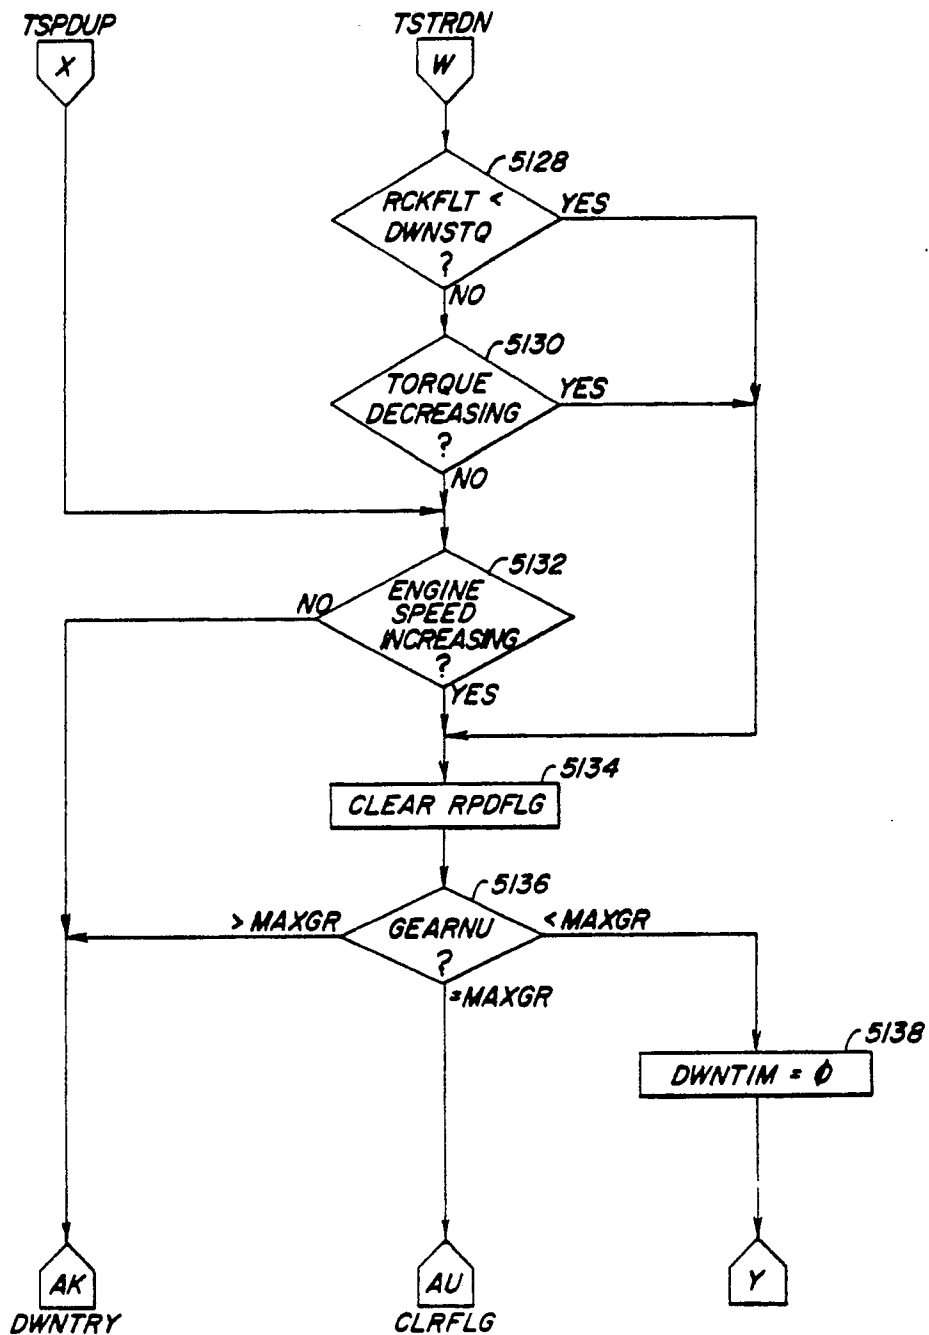 TSPDUP
TSTRDN
X
W
5128
RCKFLT <
DWNSTQ
?
YES
NO
5130
TORQUE
DECREASING
?
YES
NO
5132
ENGINE
SPEED
INCREASING
?
NO
YES
5134
CLEAR RPDFLG
5136
> MAXGR
GEARNU
?
< MAXGR
=MAXGR
5138
DWNTIM = 0
AK
AU
Y
DWNTRY
CLRFLG